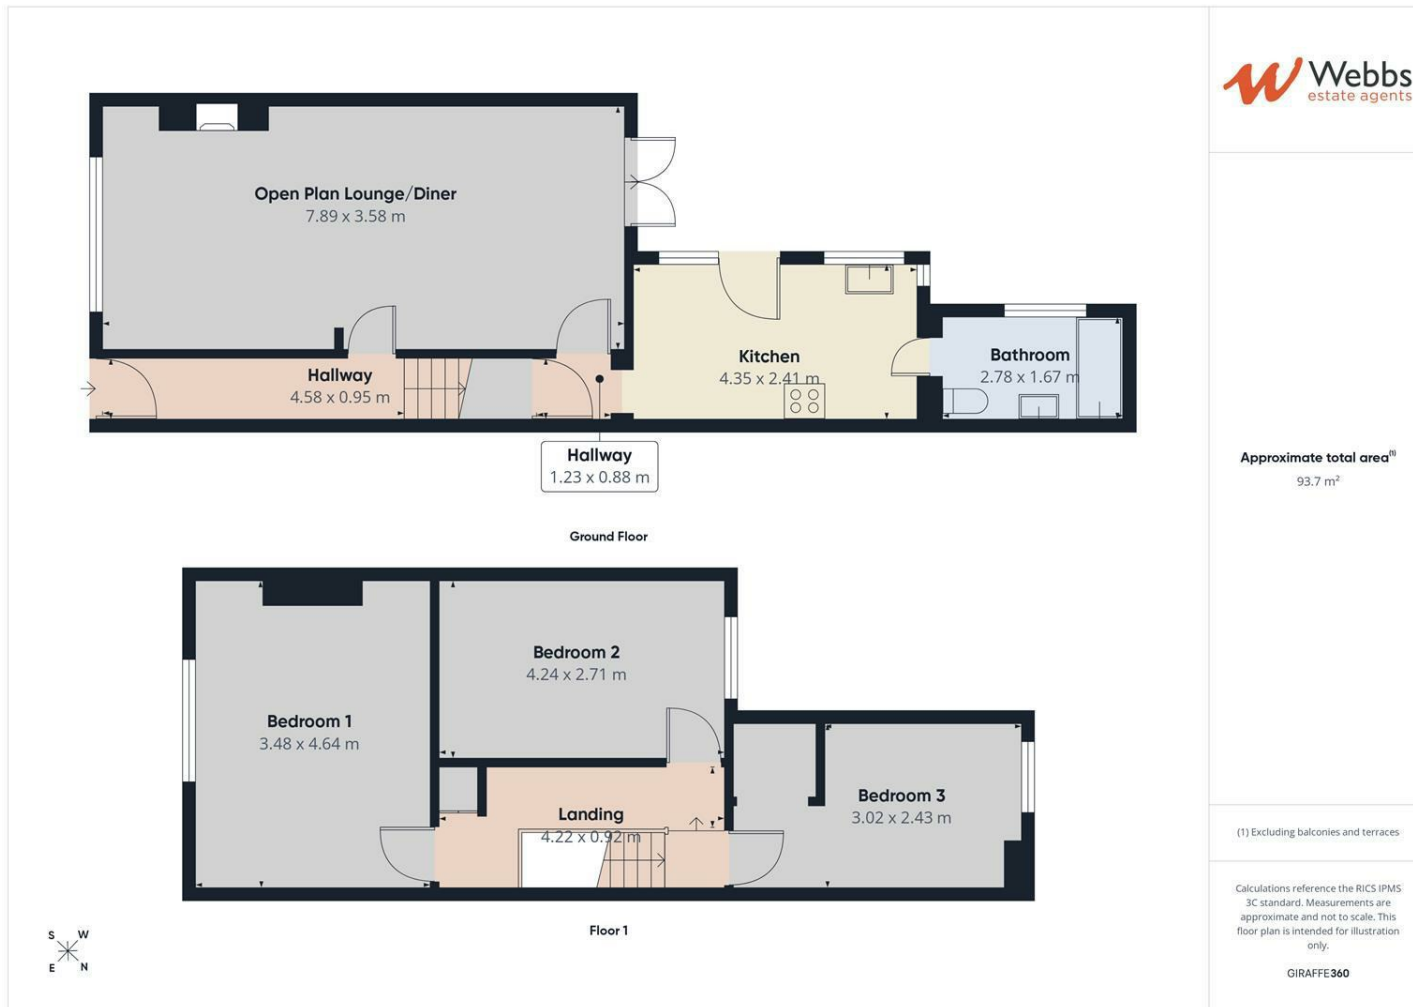 Webbs
estate agents
Open Plan Lounge/Diner
7.89 x 3.58 m
Kitchen
4.35 x 2.41 m
Bathroom
2.78 x 1.67 m
Hallway
4.58 x 0.95 m
Hallway
1.23 x 0.88 m
Ground Floor
Approximate total area(1)
93.7 m²
Bedroom 2
4.24 x 2.71 m
Bedroom 1
3.48 x 4.64 m
Landing
4.22 x 0.92 m
Bedroom 3
3.02 x 2.43 m
Floor 1
S W
E N
(1) Excluding balconies and terraces
Calculations reference the RICS IPMS
3C standard. Measurements are
approximate and not to scale. This
floor plan is intended for illustration
only.
GIRAFFE360